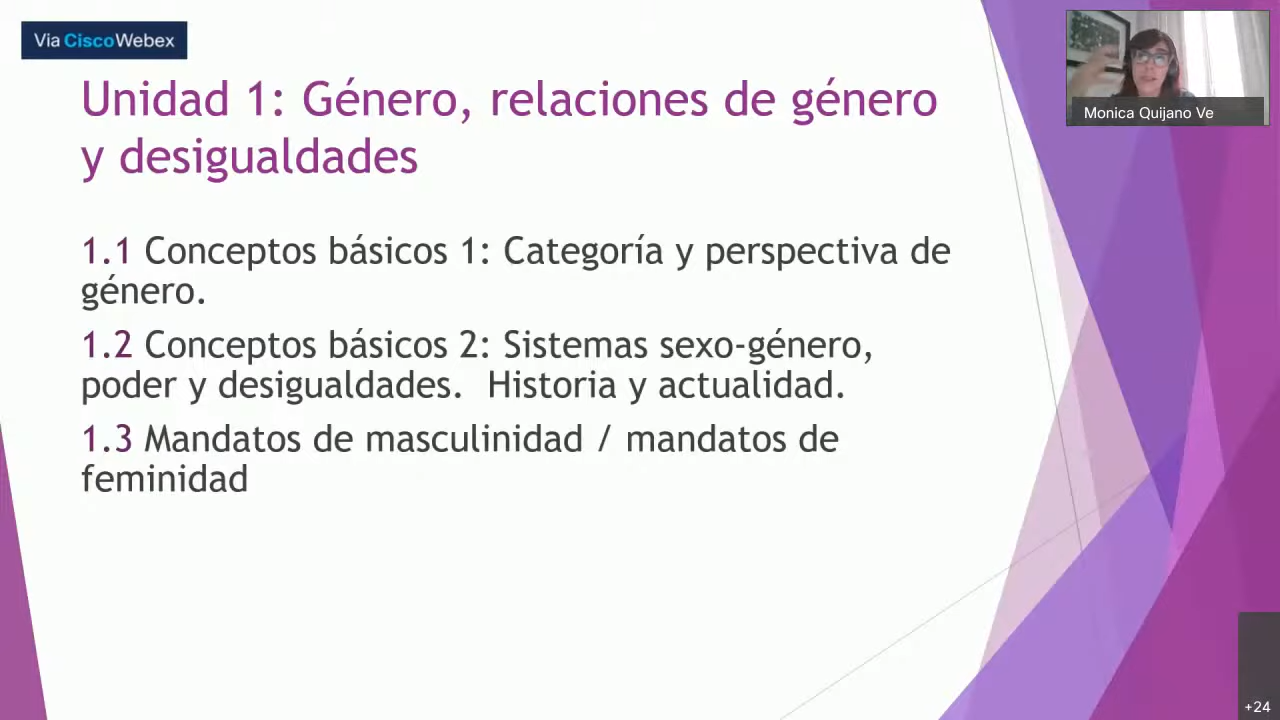 Vía CiscoWebex
Unidad 1: Género, relaciones de género
y desigualdades
Monica Quijano Ve
1.1 Conceptos básicos 1: Categoría y perspectiva de
género.
1.2 Conceptos básicos 2: Sistemas sexo-género,
poder y desigualdades.  Historia y actualidad.
1.3 Mandatos de masculinidad / mandatos de
feminidad
+24